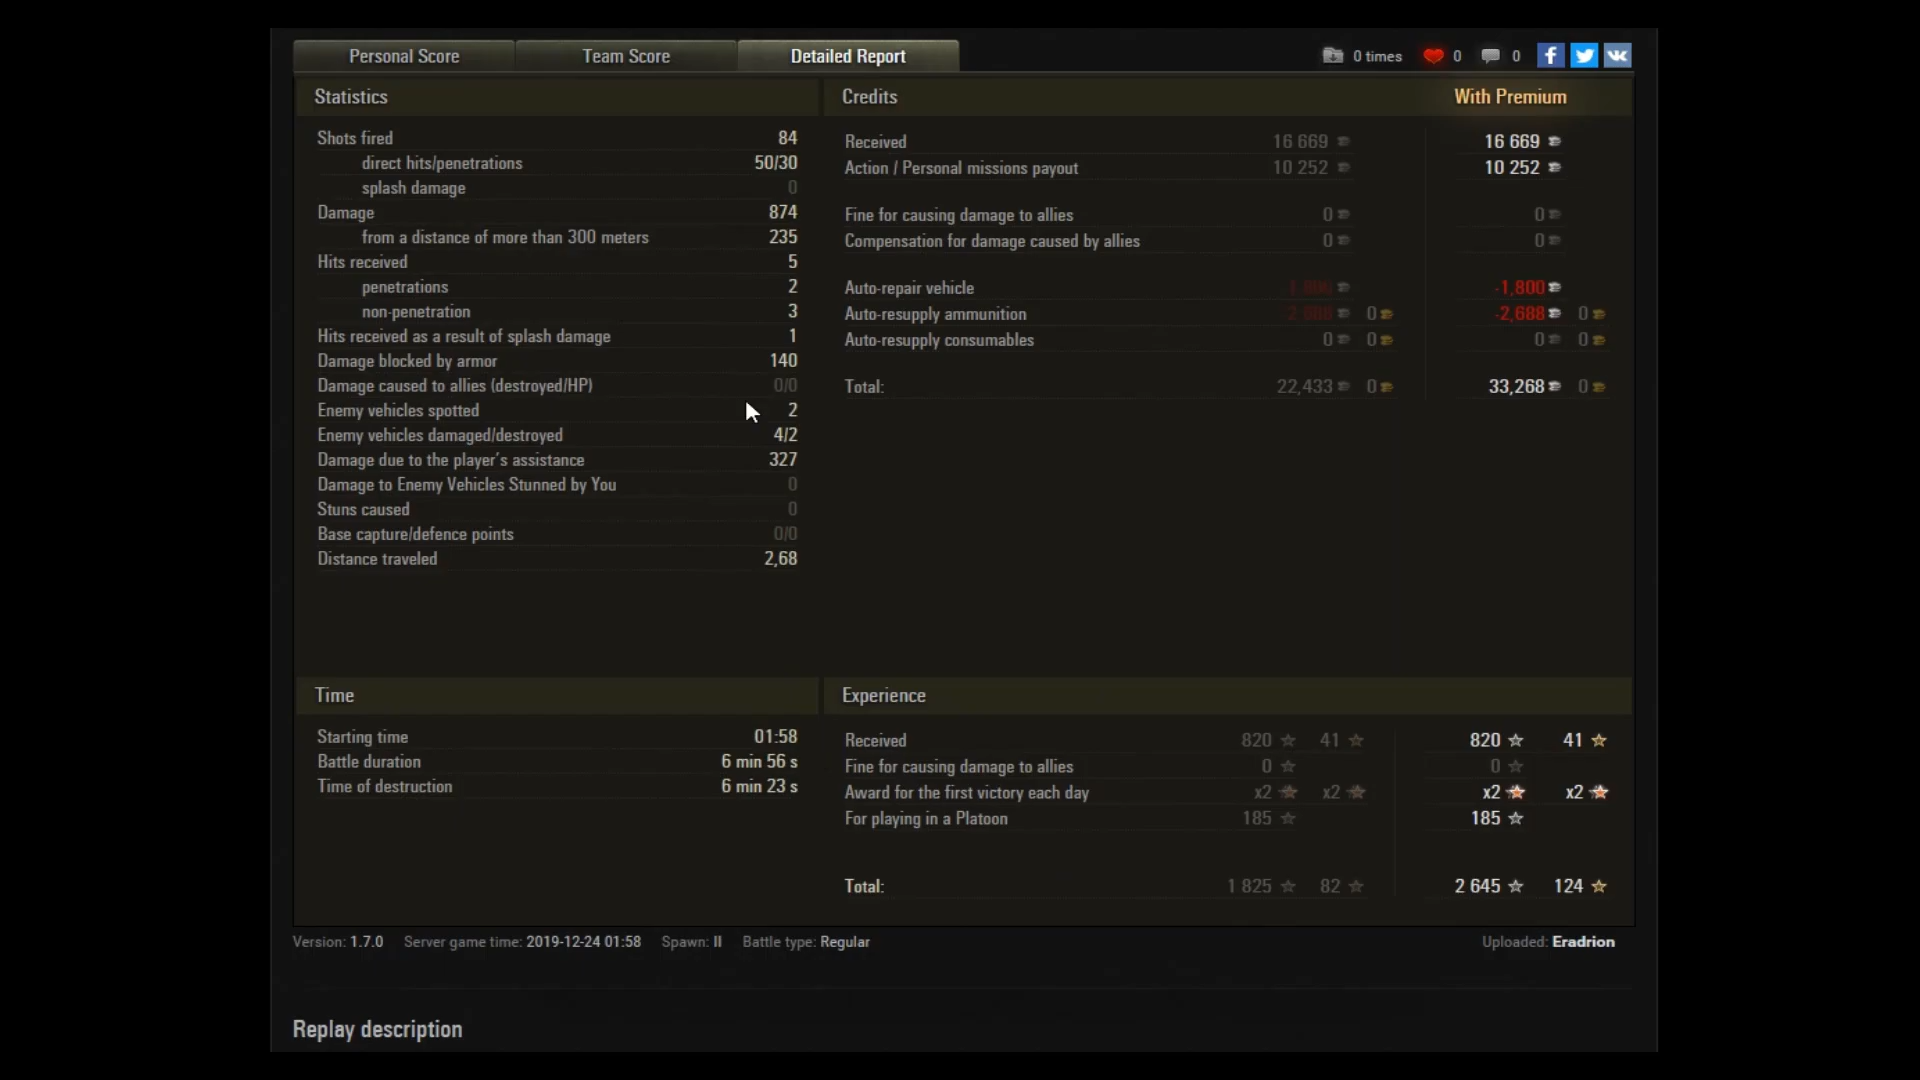 Personal Score Team Score Detailed Report 0 times 0 0
Statistics
Shots fired 84
direct hits/penetrations 50/30
splash damage 0
Damage 874
from a distance of more than 300 meters 235
Hits received 5
penetrations 2
non-penetration 3
Hits received as a result of splash damage 1
Damage blocked by armor 140
Damage caused to allies (destroyed/HP) 0/0
Enemy vehicles spotted 2
Enemy vehicles damaged/destroyed 4/2
Damage due to the player's assistance 327
Damage to Enemy Vehicles Stunned by You 0
Stuns caused 0
Base capture/defence points 0/0
Distance traveled 2,68
Credits With Premium
Received 16 669 16 669
Action / Personal missions payout 10 252 10 252
Fine for causing damage to allies 0 0
Compensation for damage caused by allies 0 0
Auto-repair vehicle -1,800 -1,800
Auto-resupply ammunition -2,688 0 -2,688 0
Auto-resupply consumables 0 0 0 0
Total: 22,433 0 33,268 0
Time
Starting time 01:58
Battle duration 6 min 56 s
Time of destruction 6 min 23 s
Experience
Received 820 41 820 41
Fine for causing damage to allies 0 0
Award for the first victory each day x2 x2 x2 x2
For playing in a Platoon 185 185
Total: 1 825 82 2 645 124
Version: 1.7.0 Server game time: 2019-12-24 01:58 Spawn: II Battle type: Regular Uploaded: Eradrion
Replay description